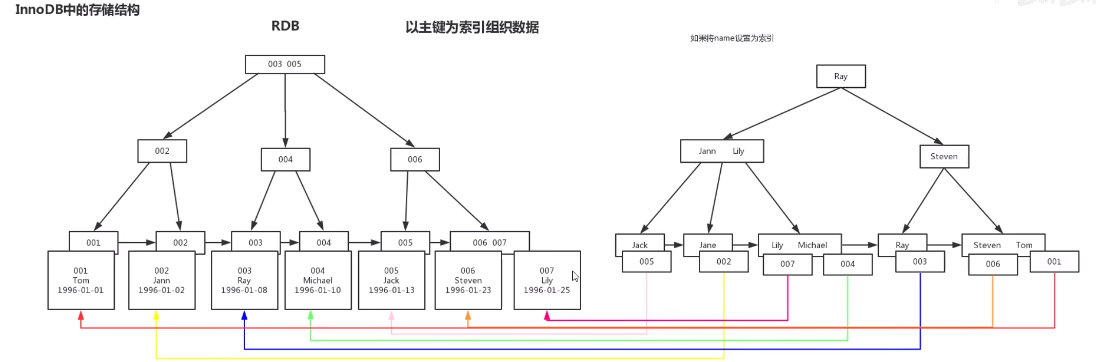 InnoDB中的存储结构
RDB
以主键为索引组织数据
如果将name设置为索引
003 005
Ray
002
004
006
Jann Lily
Steven
001
002
003
004
005
006 007
Jack
Jane
Lily Michael
Ray
Steven Tom
005
002
007
004
003
006
001
001
Tom
1996-01-01
002
Jann
1996-01-02
003
Ray
1996-01-08
004
Michael
1996-01-10
005
Jack
1996-01-13
006
Steven
1996-01-23
007
Lily
1996-01-25